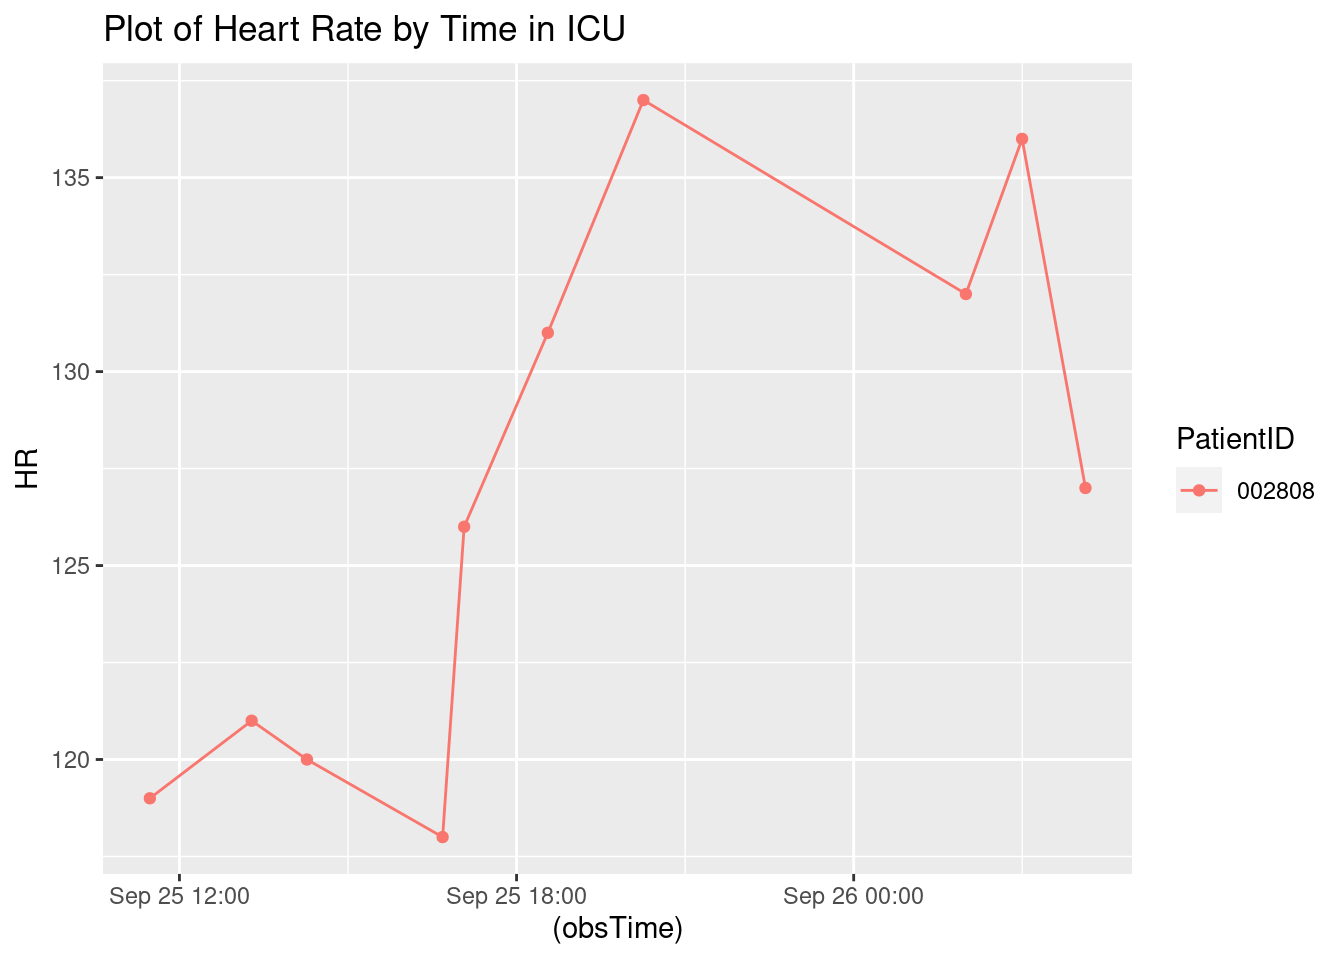 Plot of Heart Rate by Time in ICU
135
130
125
120
HR
Sep 25 12:00
Sep 25 18:00
Sep 26 00:00
(obsTime)
PatientID
002808